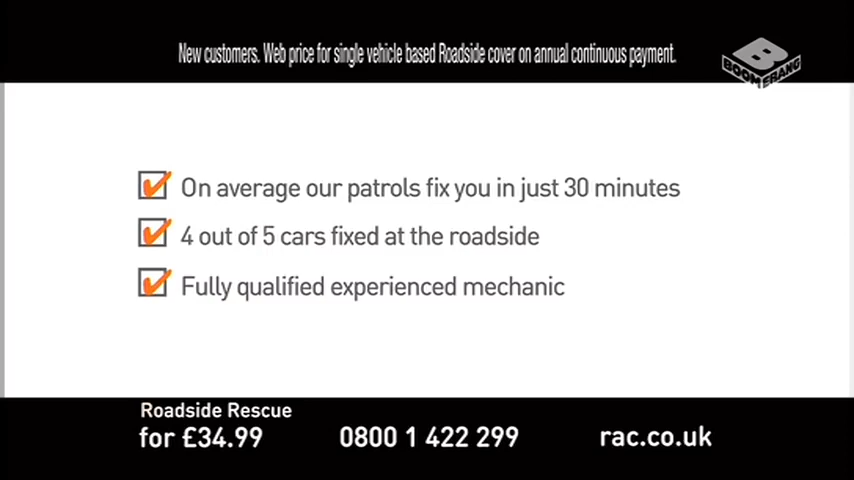 New customers. Web price for single vehicle based Roadside cover on annual continuous payment.
B
BOOMERANG
On average our patrols fix you in just 30 minutes
4 out of 5 cars fixed at the roadside
Fully qualified experienced mechanic
Roadside Rescue
for £34.99
0800 1 422 299
rac.co.uk